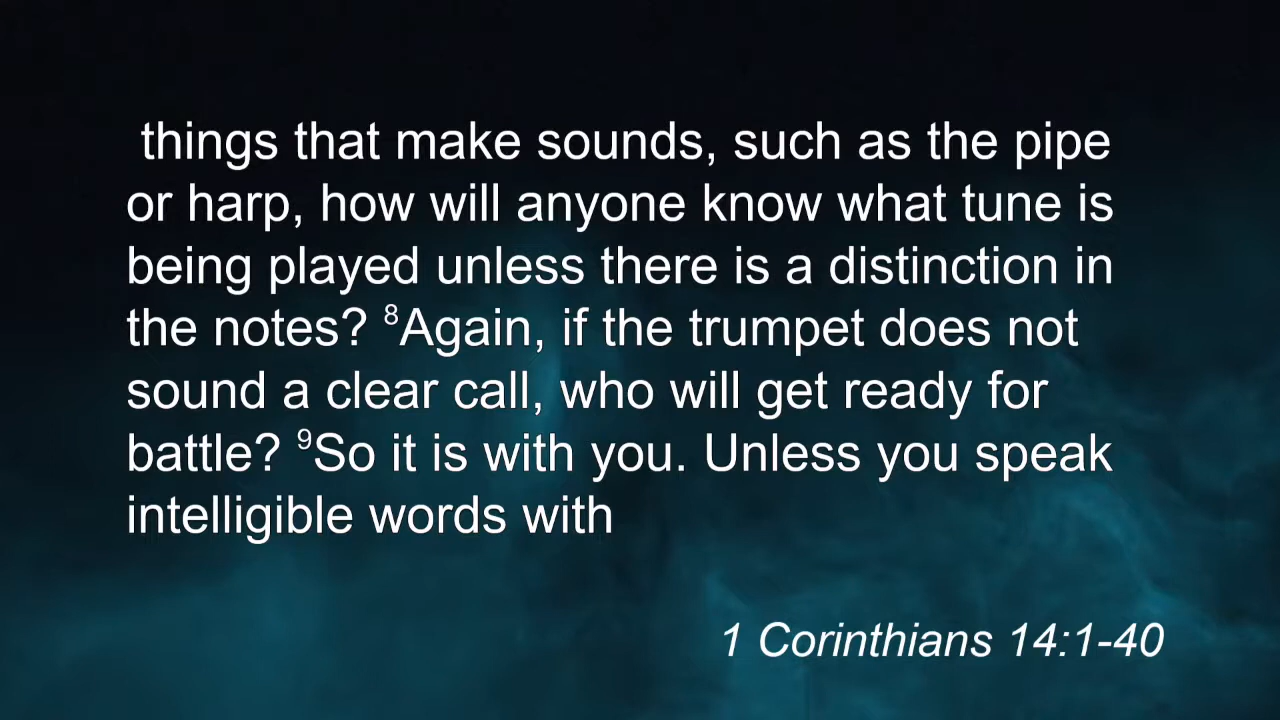 things that make sounds, such as the pipe
or harp, how will anyone know what tune is
being played unless there is a distinction in
the notes? ⁸Again, if the trumpet does not
sound a clear call, who will get ready for
battle? ⁹So it is with you. Unless you speak
intelligible words with
1 Corinthians 14:1-40